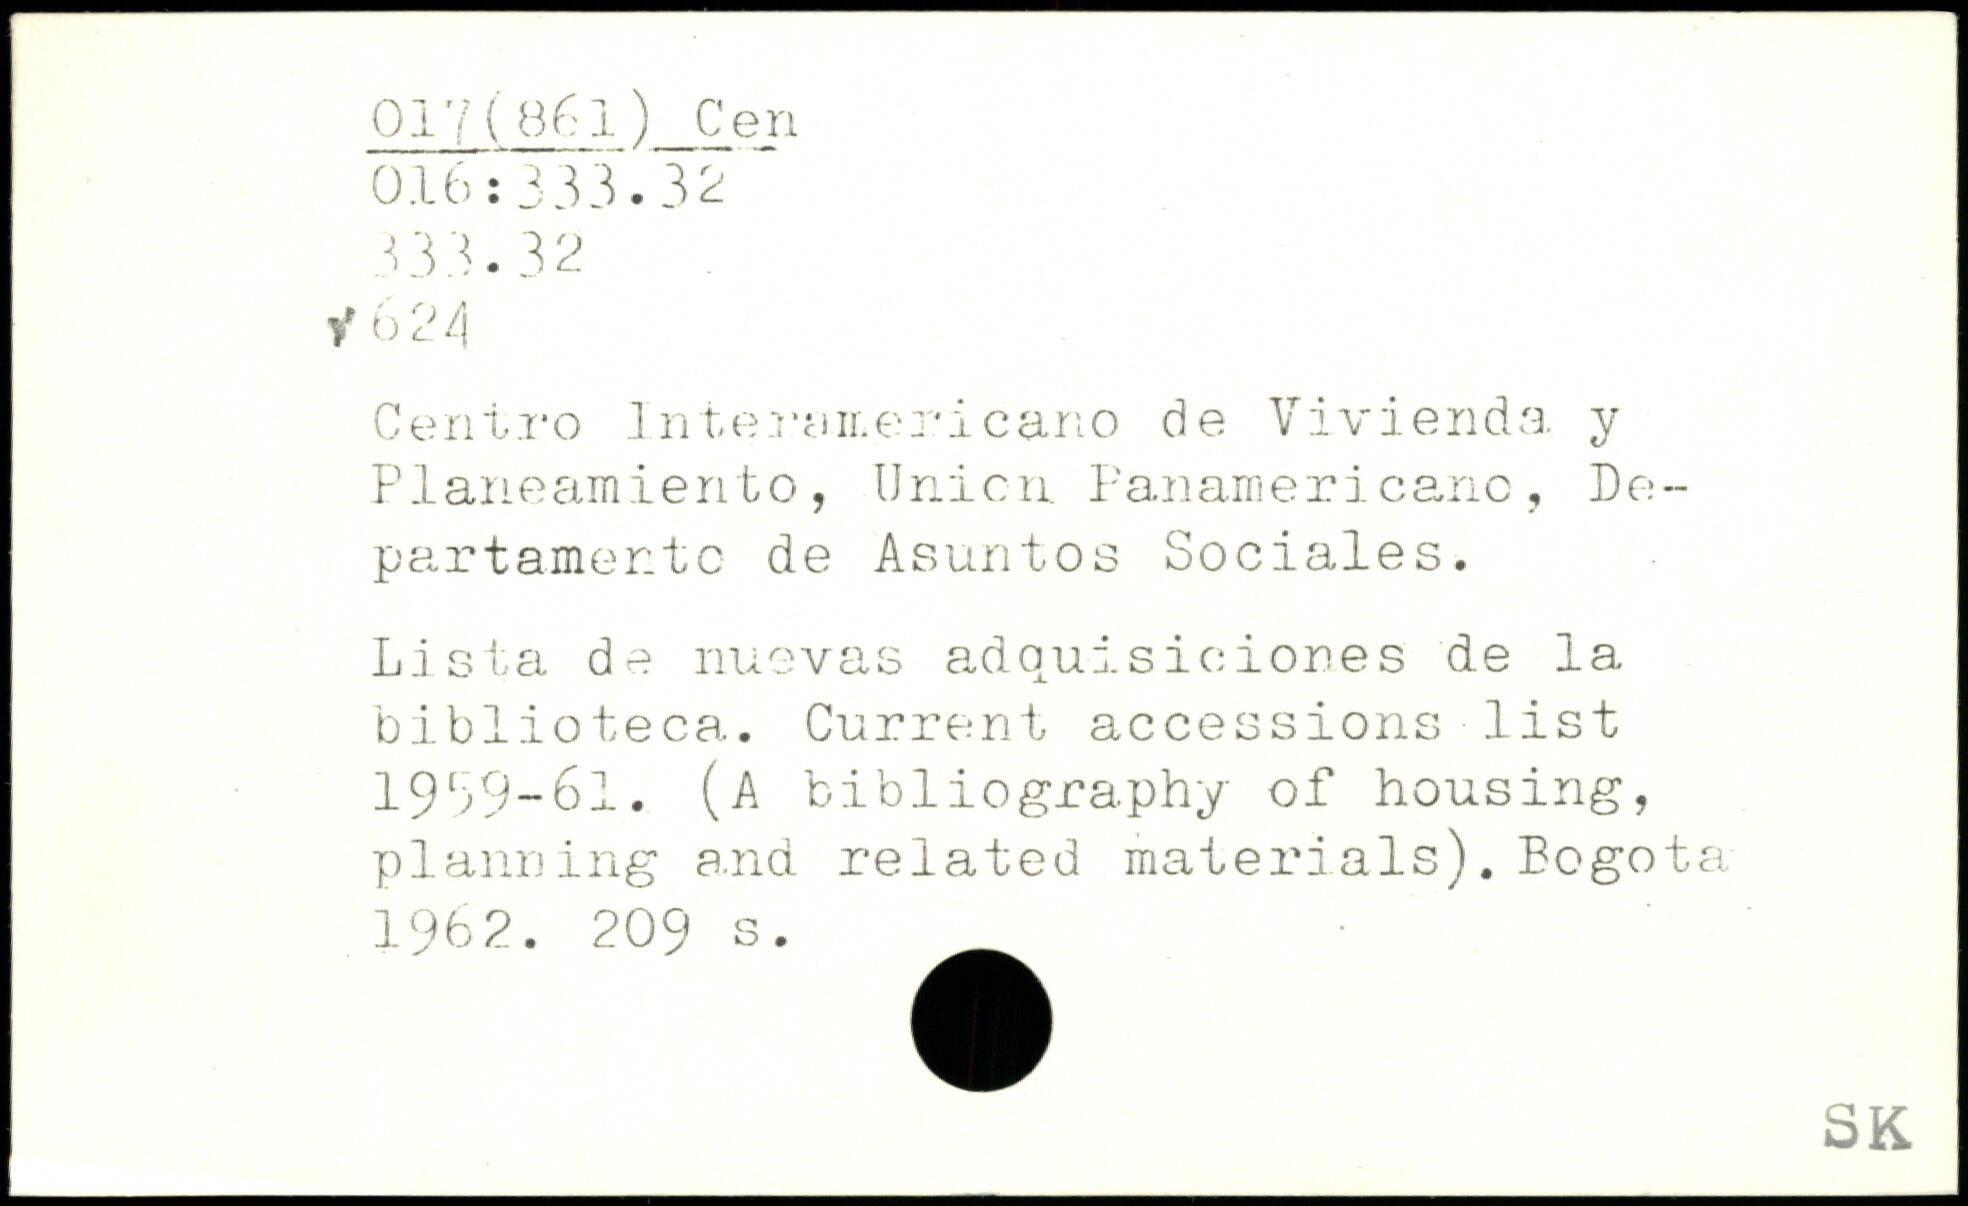 017(861) Cen
016:333.32
333.32
624
Centro Interamericano de Vivienda y
Planeamiento, Union Panamericano, De-
partamento de Asuntos Sociales.
Lista de nuevas adquisiciones de la
biblioteca. Current accessions list
1959-61. (A bibliography of housing,
planning and related materials). Bogota
1962. 209 s.
SK